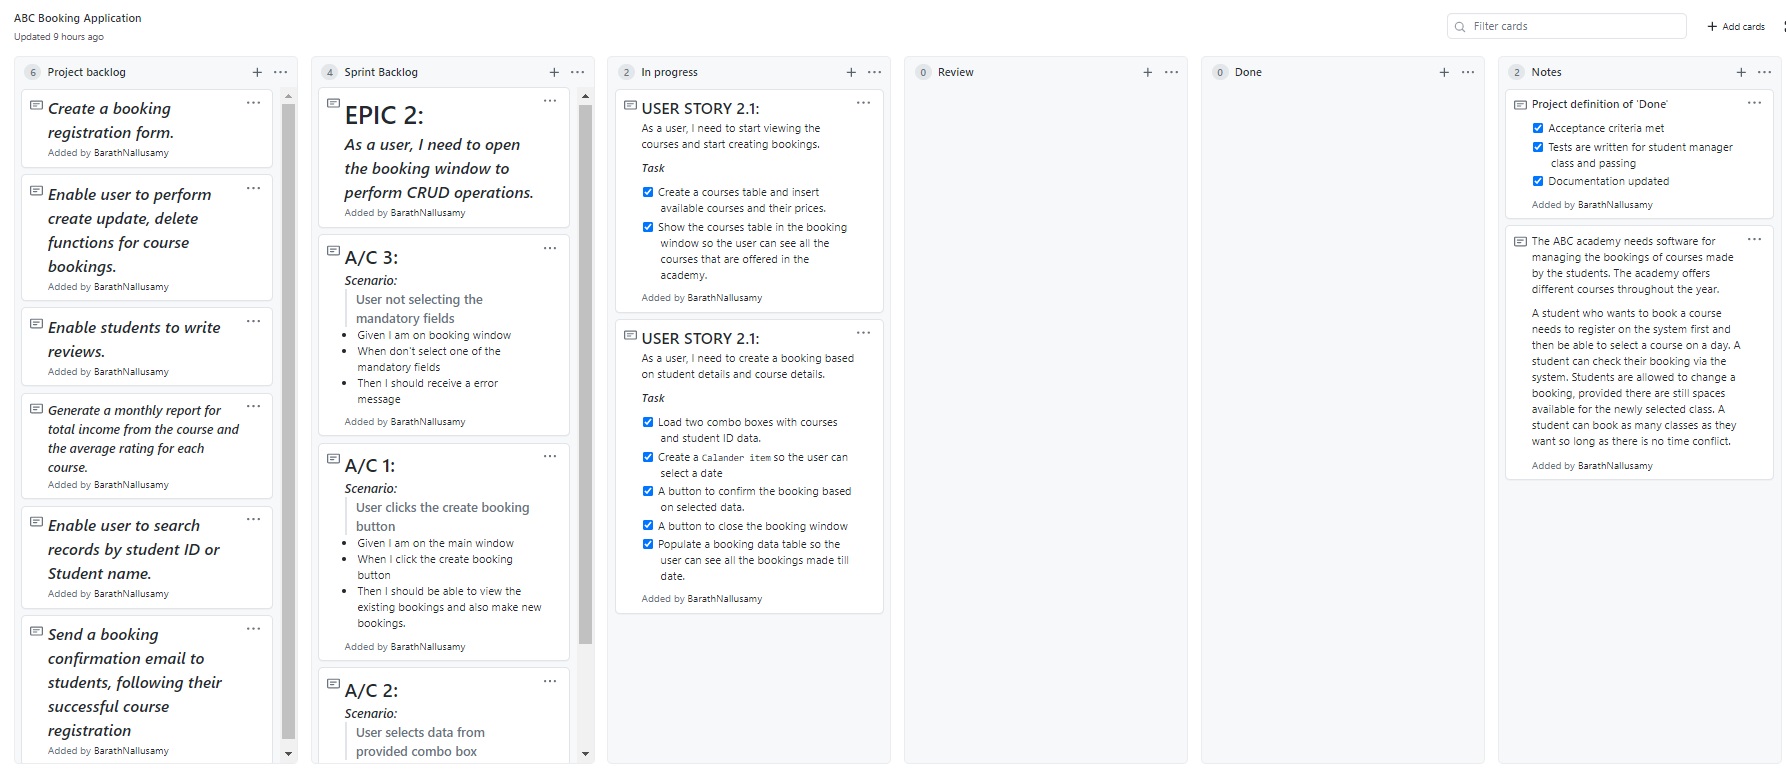 ABC Booking Application
Updated 9 hours ago
Filter cards
Add cards
6 Project backlog
Create a booking
registration form.
Added by BarathNallusamy
Enable user to perform
create update, delete
functions for course
bookings.
Added by BarathNallusamy
Enable students to write
reviews.
Added by BarathNallusamy
Generate a monthly report for
total income from the course and
the average rating for each
course.
Added by BarathNallusamy
Enable user to search
records by student ID or
Student name.
Added by BarathNallusamy
Send a booking
confirmation email to
students, following their
successful course
registration
Added by BarathNallusamy
4 Sprint Backlog
EPIC 2:
As a user, I need to open
the booking window to
perform CRUD operations.
Added by BarathNallusamy
A/C 3:
Scenario:
User not selecting the
mandatory fields
Given I am on booking window
When don't select one of the
mandatory fields
Then I should receive a error
message
Added by BarathNallusamy
A/C 1:
Scenario:
User clicks the create booking
button
Given I am on the main window
When I click the create booking
button
Then I should be able to view the
existing bookings and also make new
bookings.
Added by BarathNallusamy
A/C 2:
Scenario:
User selects data from
provided combo box
2 In progress
USER STORY 2.1:
As a user, I need to start viewing the
courses and start creating bookings.
Task
Create a courses table and insert
available courses and their prices.
Show the courses table in the booking
window so the user can see all the
courses that are offered in the
academy.
Added by BarathNallusamy
USER STORY 2.1:
As a user, I need to create a booking based
on student details and course details.
Task
Load two combo boxes with courses
and student ID data.
Create a Calander item so the user can
select a date
A button to confirm the booking based
on selected data.
A button to close the booking window
Populate a booking data table so the
user can see all the bookings made till
date.
Added by BarathNallusamy
0 Review
0 Done
2 Notes
Project definition of 'Done'
Acceptance criteria met
Tests are written for student manager
class and passing
Documentation updated
Added by BarathNallusamy
The ABC academy needs software for
managing the bookings of courses made
by the students. The academy offers
different courses throughout the year.
A student who wants to book a course
needs to register on the system first and
then be able to select a course on a day. A
student can check their booking via the
system. Students are allowed to change a
booking, provided there are still spaces
available for the newly selected class. A
student can book as many classes as they
want so long as there is no time conflict.
Added by BarathNallusamy